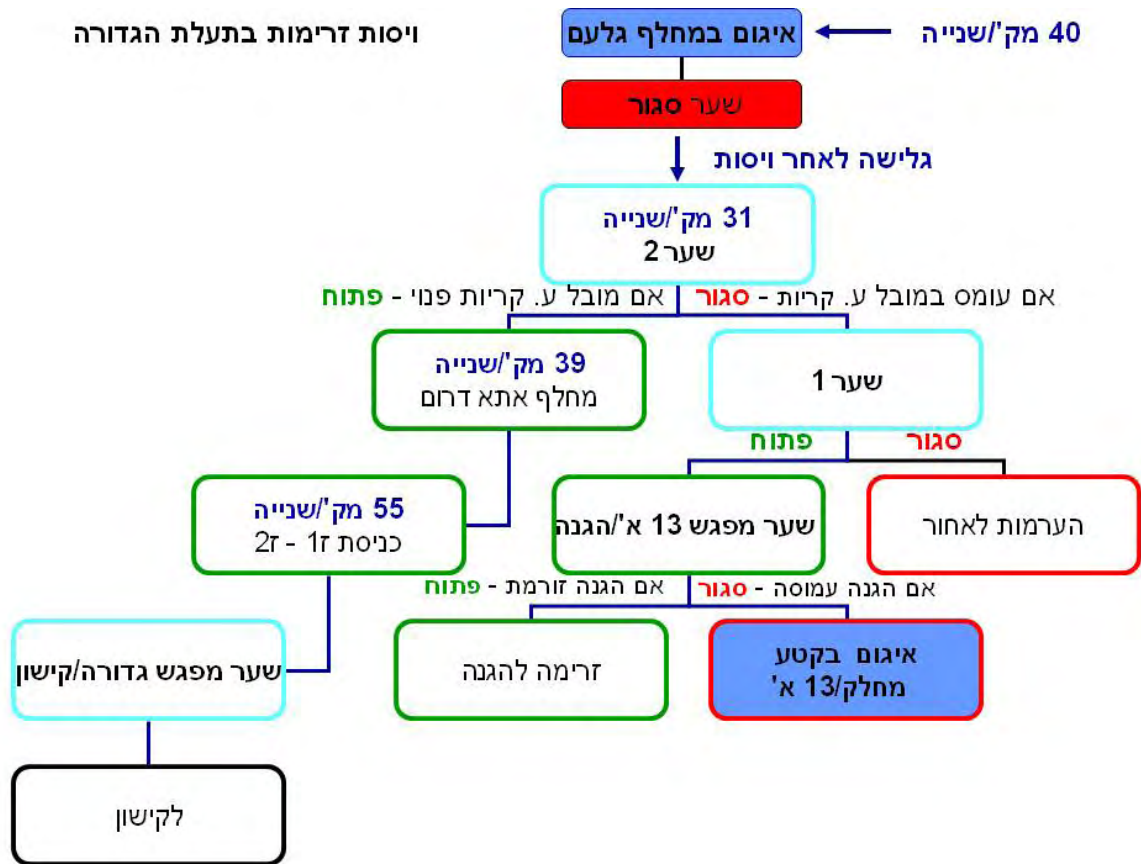 ויסות זרימות בתעלת הגדורה
איגום במחלף גלעם
40 מק'/שנייה
שער סגור
גלישה לאחר ויסות
31 מק'/שנייה
שער 2
אם עומס במובל ע. קריות - סגור
אם מובל ע. קריות פנוי - פתוח
שער 1
39 מק'/שנייה
מחלף אתא דרום
סגור
פתוח
הערמות לאחור
שער מפגש 13 א'/הגנה
55 מק'/שנייה
כניסת ז1 - ז2
אם הגנה עמוסה - סגור
אם הגנה זורמת - פתוח
איגום בקטע
מחלק/13 א'
זרימה להגנה
שער מפגש גדורה/קישון
לקישון